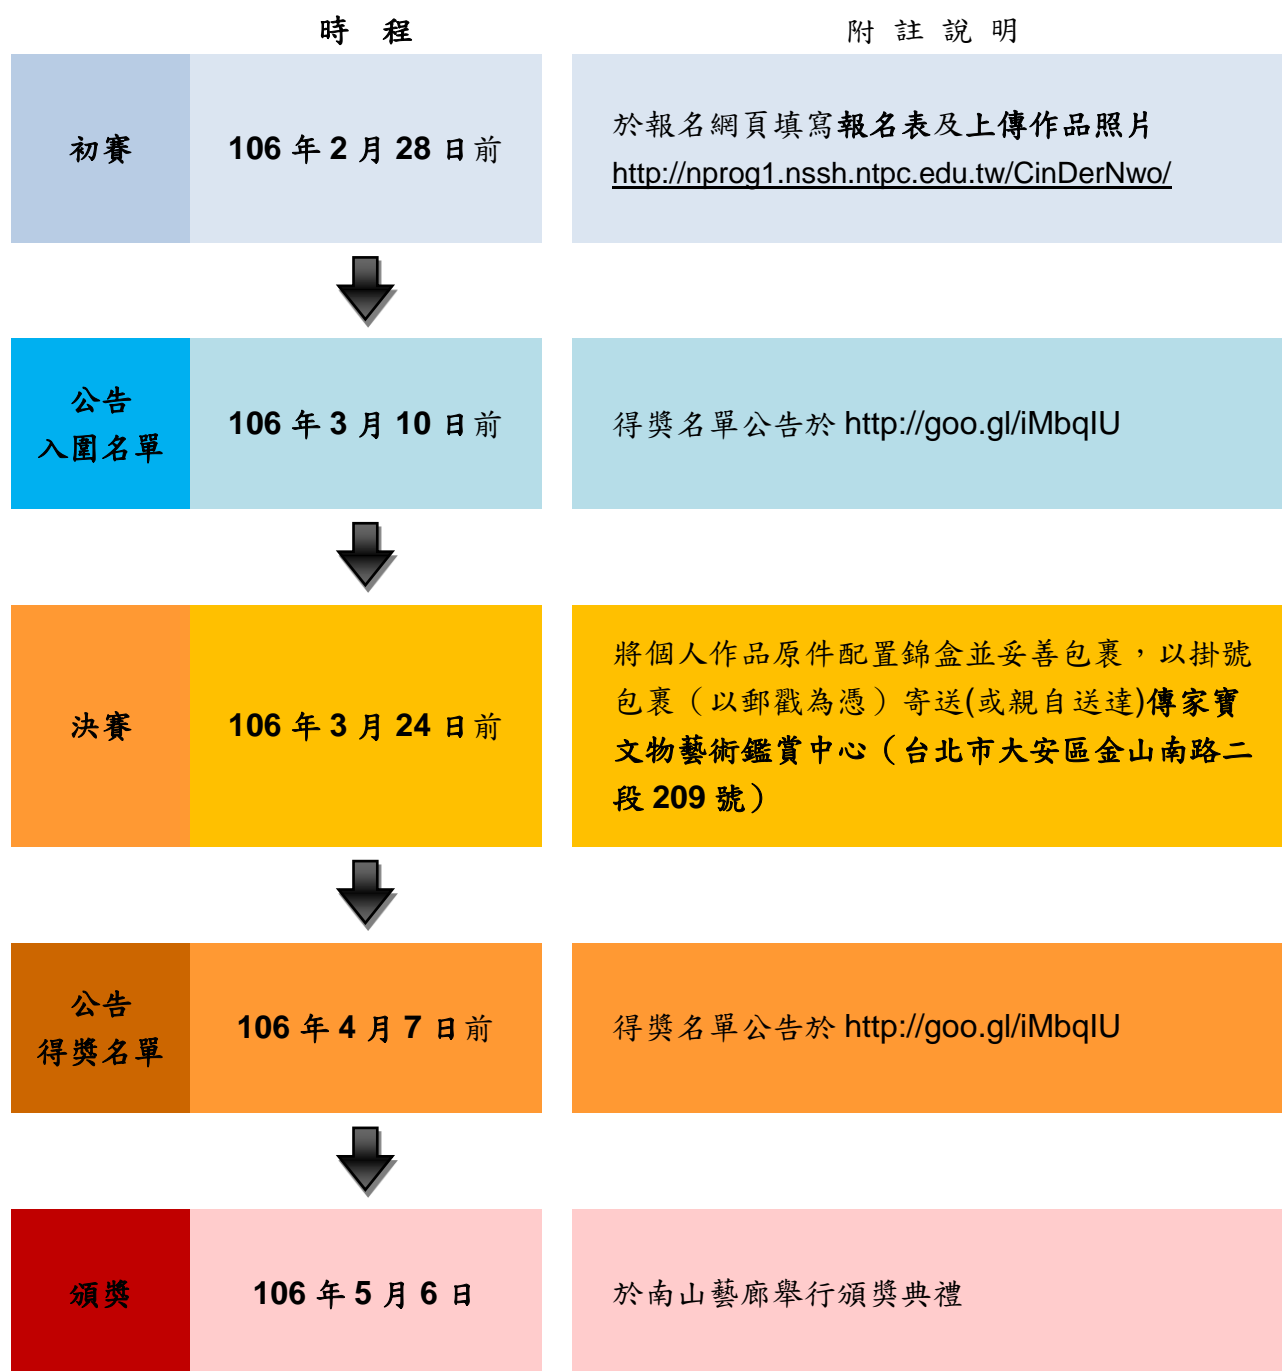 時 程
附 註 說 明
初賽
106 年 2 月 28 日前
於報名網頁填寫報名表及上傳作品照片
http://nprog1.nssh.ntpc.edu.tw/CinDerNwo/
公告
入圍名單
106 年 3 月 10 日前
得獎名單公告於 http://goo.gl/iMbqIU
決賽
106 年 3 月 24 日前
將個人作品原件配置錦盒並妥善包裹，以掛號
包裹（以郵戳為憑）寄送(或親自送達)傳家寶
文物藝術鑑賞中心（台北市大安區金山南路二
段 209 號）
公告
得獎名單
106 年 4 月 7 日前
得獎名單公告於 http://goo.gl/iMbqIU
頒獎
106 年 5 月 6 日
於南山藝廊舉行頒獎典禮